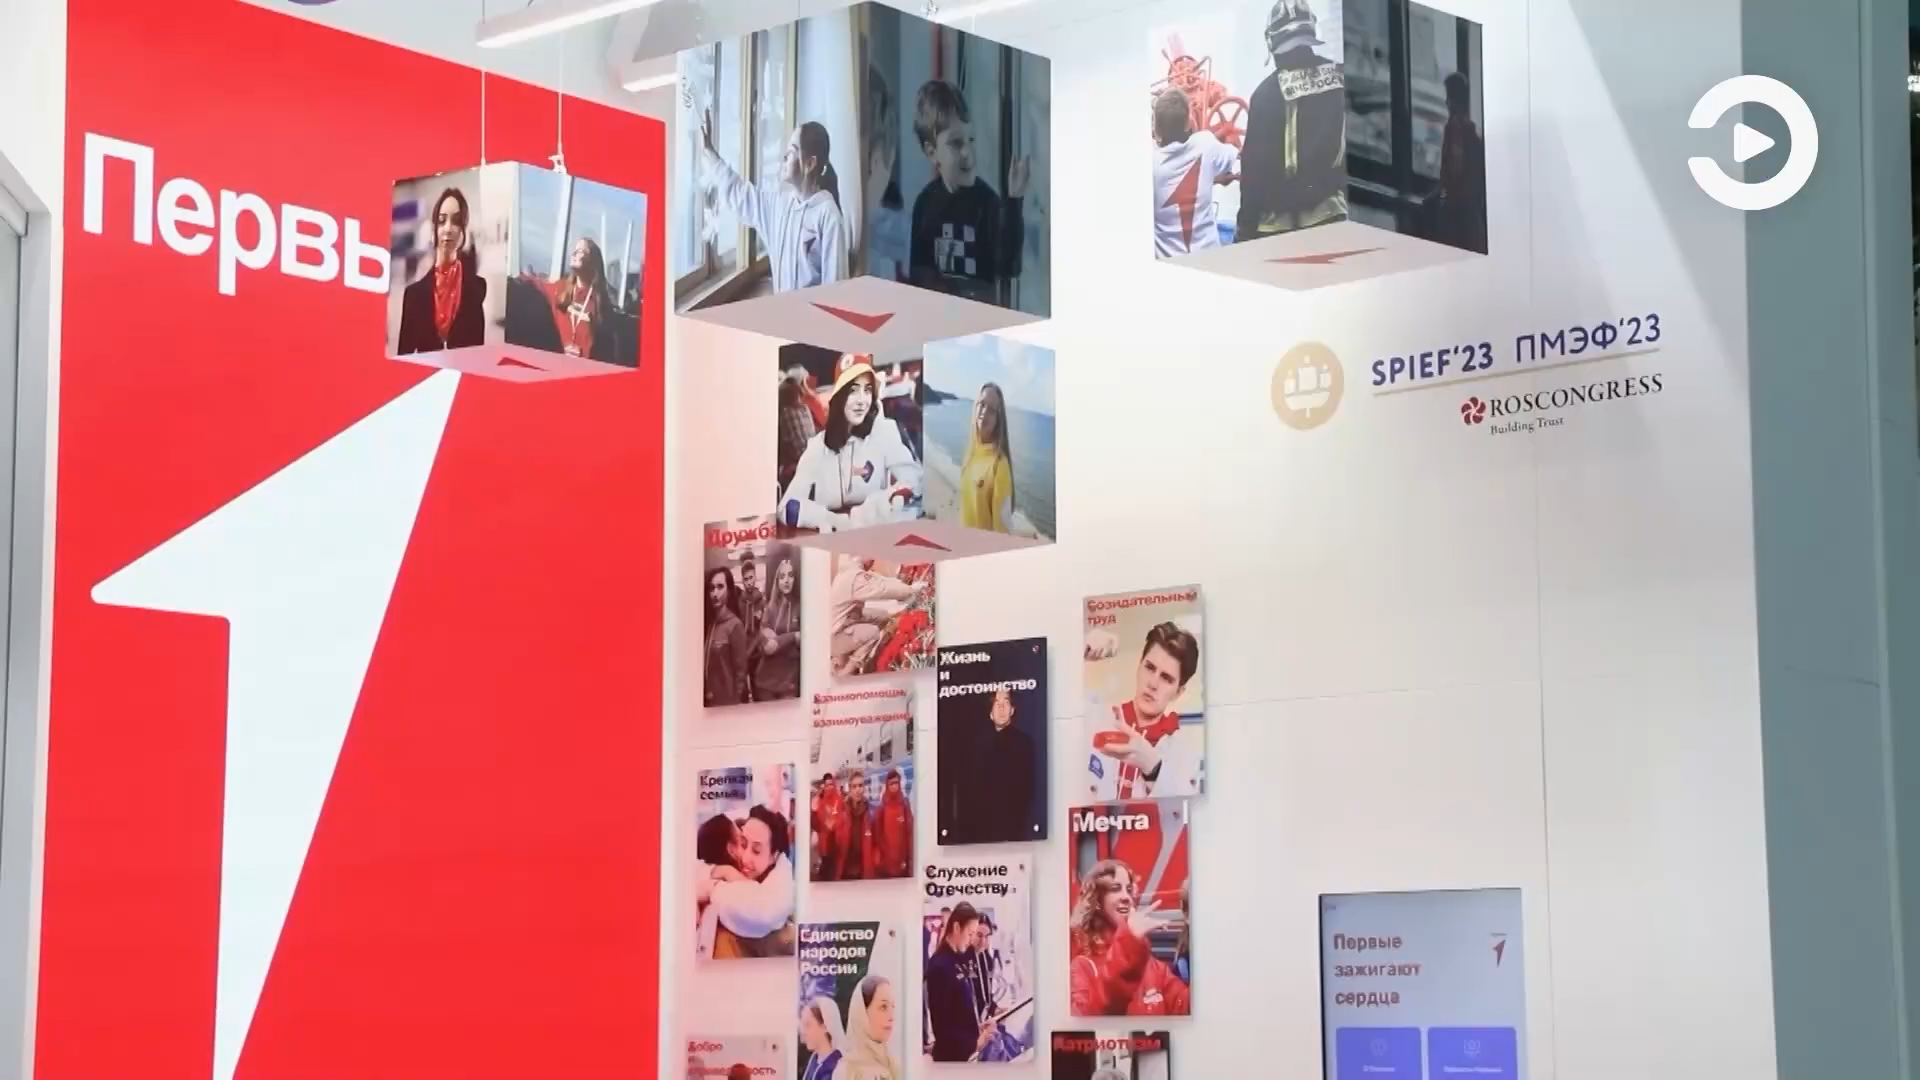 Первы
SPIEF‘23 ПМЭФ‘23
ROSCONGRESS
Building Trust
Дружба
Созидательный
труд
Жизнь
и
достоинство
Взаимопомощь
и
взаимоуважение
Крепкая
семья
Мечта
Служение
Отечеству
Единство
народов
России
Первые
зажигают
сердца
Добро
и
Патриотизм